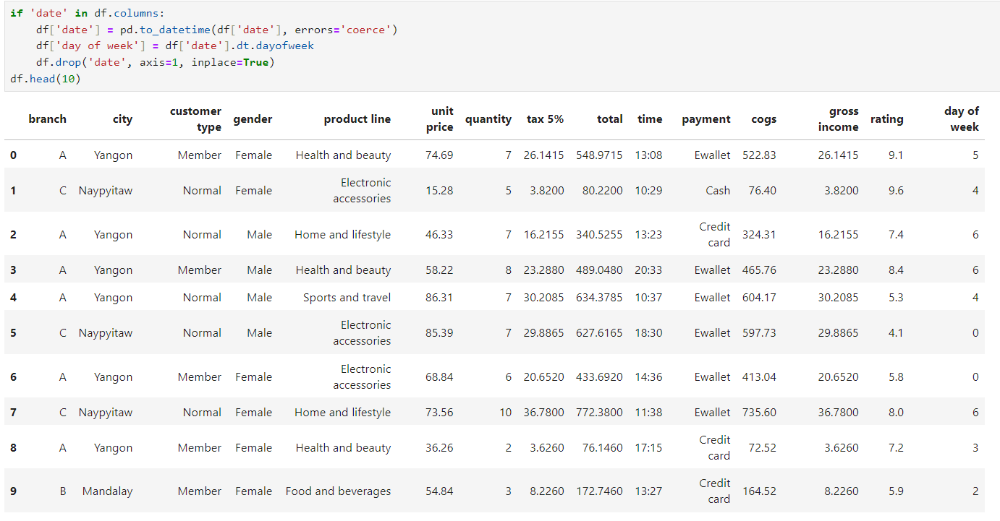 if 'date' in df.columns:
    df['date'] = pd.to_datetime(df['date'], errors='coerce')
    df['day of week'] = df['date'].dt.dayofweek
    df.drop('date', axis=1, inplace=True)
df.head(10)
branch city customer type gender product line unit price quantity tax 5% total time payment cogs gross income rating day of week
0 A Yangon Member Female Health and beauty 74.69 7 26.1415 548.9715 13:08 Ewallet 522.83 26.1415 9.1 5
1 C Naypyitaw Normal Female Electronic accessories 15.28 5 3.8200 80.2200 10:29 Cash 76.40 3.8200 9.6 4
2 A Yangon Normal Male Home and lifestyle 46.33 7 16.2155 340.5255 13:23 Credit card 324.31 16.2155 7.4 6
3 A Yangon Member Male Health and beauty 58.22 8 23.2880 489.0480 20:33 Ewallet 465.76 23.2880 8.4 6
4 A Yangon Normal Male Sports and travel 86.31 7 30.2085 634.3785 10:37 Ewallet 604.17 30.2085 5.3 4
5 C Naypyitaw Normal Male Electronic accessories 85.39 7 29.8865 627.6165 18:30 Ewallet 597.73 29.8865 4.1 0
6 A Yangon Member Female Electronic accessories 68.84 6 20.6520 433.6920 14:36 Ewallet 413.04 20.6520 5.8 0
7 C Naypyitaw Normal Female Home and lifestyle 73.56 10 36.7800 772.3800 11:38 Ewallet 735.60 36.7800 8.0 6
8 A Yangon Member Female Health and beauty 36.26 2 3.6260 76.1460 17:15 Credit card 72.52 3.6260 7.2 3
9 B Mandalay Member Female Food and beverages 54.84 3 8.2260 172.7460 13:27 Credit card 164.52 8.2260 5.9 2